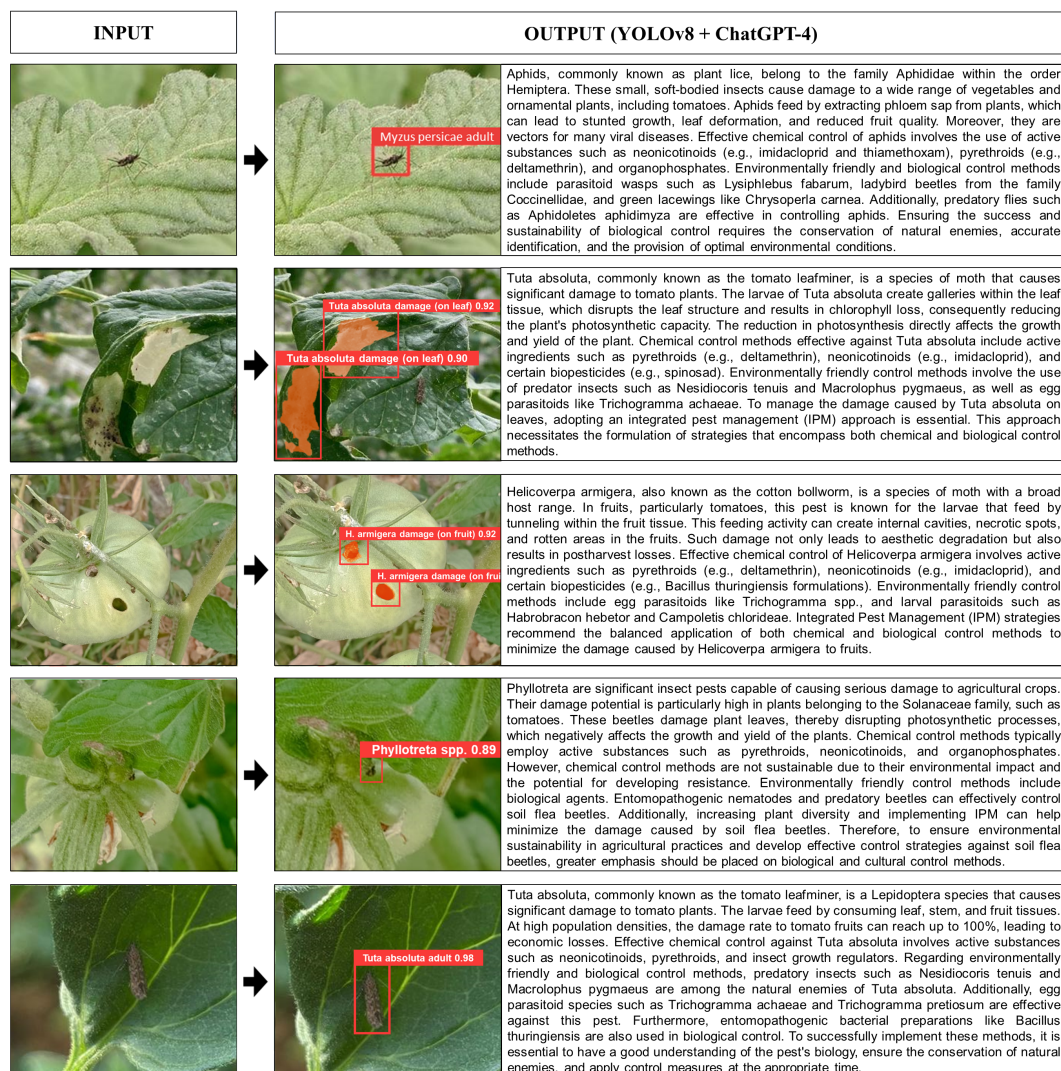 INPUT
OUTPUT (YOLOv8 + ChatGPT-4)
Myzus persicae adult
Aphids, commonly known as plant lice, belong to the family Aphididae within the order
Hemiptera. These small, soft-bodied insects cause damage to a wide range of vegetables and
ornamental plants, including tomatoes. Aphids feed by extracting phloem sap from plants, which
can lead to stunted growth, leaf deformation, and reduced fruit quality. Moreover, they are
vectors for many viral diseases. Effective chemical control of aphids involves the use of active
substances such as neonicotinoids (e.g., imidacloprid and thiamethoxam), pyrethroids (e.g.,
deltamethrin), and organophosphates. Environmentally friendly and biological control methods
include parasitoid wasps such as Lysiphlebus fabarum, ladybird beetles from the family
Coccinellidae, and green lacewings like Chrysoperla carnea. Additionally, predatory flies such
as Aphidoletes aphidimyza are effective in controlling aphids. Ensuring the success and
sustainability of biological control requires the conservation of natural enemies, accurate
identification, and the provision of optimal environmental conditions.
Tuta absoluta damage (on leaf) 0.92
Tuta absoluta damage (on leaf) 0.90
Tuta absoluta, commonly known as the tomato leafminer, is a species of moth that causes
significant damage to tomato plants. The larvae of Tuta absoluta create galleries within the leaf
tissue, which disrupts the leaf structure and results in chlorophyll loss, consequently reducing
the plant's photosynthetic capacity. The reduction in photosynthesis directly affects the growth
and yield of the plant. Chemical control methods effective against Tuta absoluta include active
ingredients such as pyrethroids (e.g., deltamethrin), neonicotinoids (e.g., imidacloprid), and
certain biopesticides (e.g., spinosad). Environmentally friendly control methods involve the use
of predator insects such as Nesidiocoris tenuis and Macrolophus pygmaeus, as well as egg
parasitoids like Trichogramma achaeae. To manage the damage caused by Tuta absoluta on
leaves, adopting an integrated pest management (IPM) approach is essential. This approach
necessitates the formulation of strategies that encompass both chemical and biological control
methods.
H. armigera damage (on fruit) 0.92
H. armigera damage (on frui
Helicoverpa armigera, also known as the cotton bollworm, is a species of moth with a broad
host range. In fruits, particularly tomatoes, this pest is known for the larvae that feed by
tunneling within the fruit tissue. This feeding activity can create internal cavities, necrotic spots,
and rotten areas in the fruits. Such damage not only leads to aesthetic degradation but also
results in postharvest losses. Effective chemical control of Helicoverpa armigera involves active
ingredients such as pyrethroids (e.g., deltamethrin), neonicotinoids (e.g., imidacloprid), and
certain biopesticides (e.g., Bacillus thuringiensis formulations). Environmentally friendly control
methods include egg parasitoids like Trichogramma spp., and larval parasitoids such as
Habrobracon hebetor and Campoletis chlorideae. Integrated Pest Management (IPM) strategies
recommend the balanced application of both chemical and biological control methods to
minimize the damage caused by Helicoverpa armigera to fruits.
Phyllotreta spp. 0.89
Phyllotreta are significant insect pests capable of causing serious damage to agricultural crops.
Their damage potential is particularly high in plants belonging to the Solanaceae family, such as
tomatoes. These beetles damage plant leaves, thereby disrupting photosynthetic processes,
which negatively affects the growth and yield of the plants. Chemical control methods typically
employ active substances such as pyrethroids, neonicotinoids, and organophosphates.
However, chemical control methods are not sustainable due to their environmental impact and
the potential for developing resistance. Environmentally friendly control methods include
biological agents. Entomopathogenic nematodes and predatory beetles can effectively control
soil flea beetles. Additionally, increasing plant diversity and implementing IPM can help
minimize the damage caused by soil flea beetles. Therefore, to ensure environmental
sustainability in agricultural practices and develop effective control strategies against soil flea
beetles, greater emphasis should be placed on biological and cultural control methods.
Tuta absoluta adult 0.98
Tuta absoluta, commonly known as the tomato leafminer, is a Lepidoptera species that causes
significant damage to tomato plants. The larvae feed by consuming leaf, stem, and fruit tissues.
At high population densities, the damage rate to tomato fruits can reach up to 100%, leading to
economic losses. Effective chemical control against Tuta absoluta involves active substances
such as neonicotinoids, pyrethroids, and insect growth regulators. Regarding environmentally
friendly and biological control methods, predatory insects such as Nesidiocoris tenuis and
Macrolophus pygmaeus are among the natural enemies of Tuta absoluta. Additionally, egg
parasitoid species such as Trichogramma achaeae and Trichogramma pretiosum are effective
against this pest. Furthermore, entomopathogenic bacterial preparations like Bacillus
thuringiensis are also used in biological control. To successfully implement these methods, it is
essential to have a good understanding of the pest's biology, ensure the conservation of natural
enemies, and apply control measures at the appropriate time.